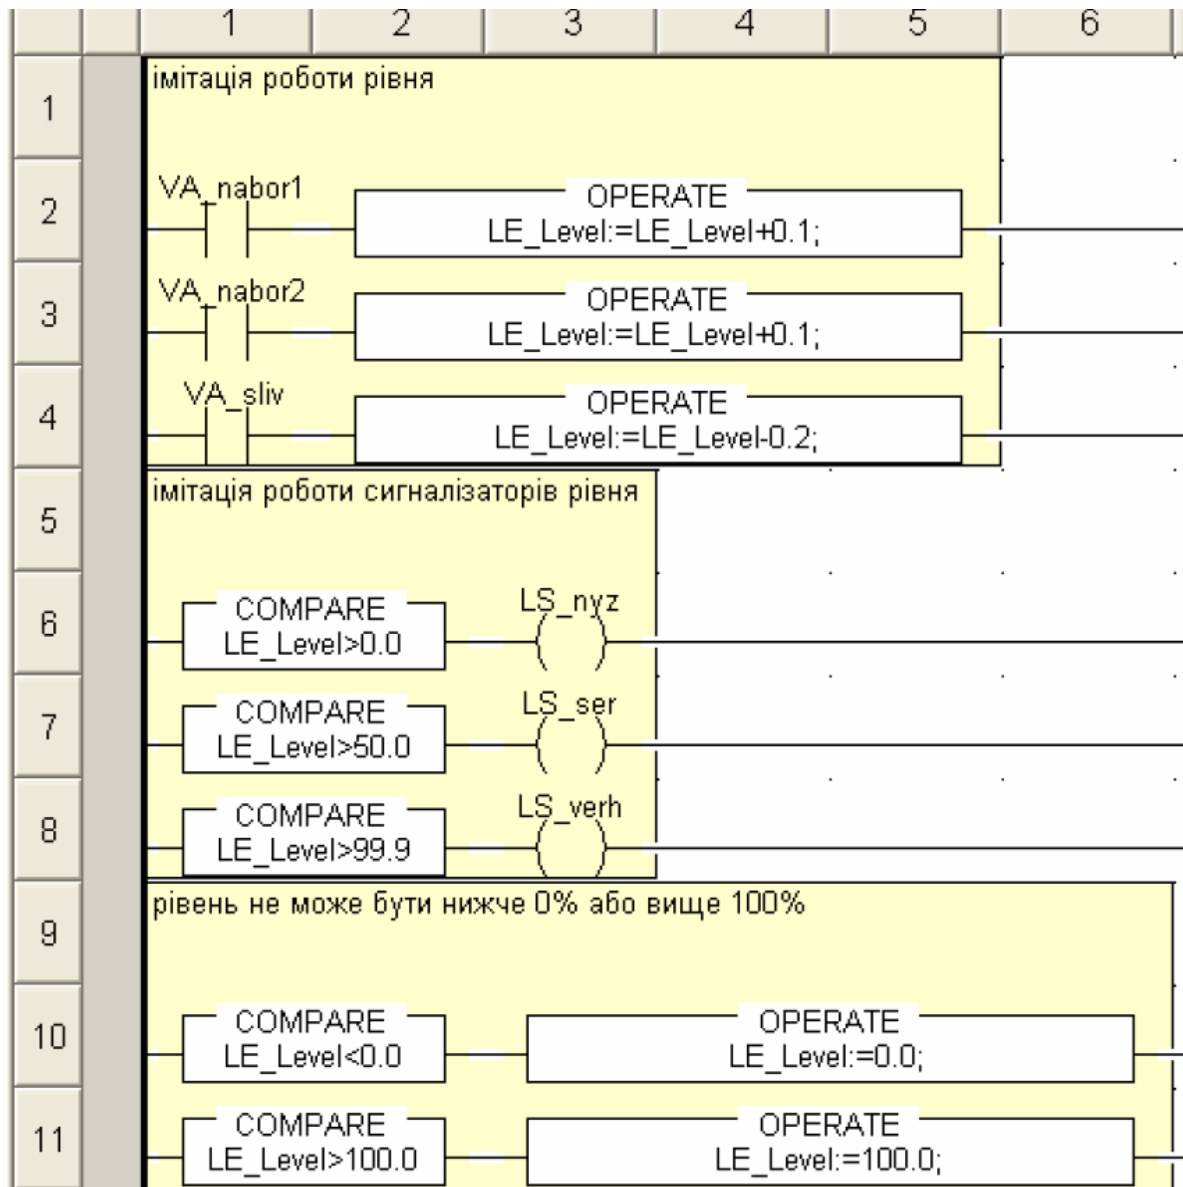 1 2 3 4 5 6
1
імітація роботи рівня
2
VA_nabor1
OPERATE
LE_Level:=LE_Level+0.1;
3
VA_nabor2
OPERATE
LE_Level:=LE_Level+0.1;
4
VA_sliv
OPERATE
LE_Level:=LE_Level-0.2;
5
імітація роботи сигналізаторів рівня
6
COMPARE
LE_Level>0.0
LS_nyz
7
COMPARE
LE_Level>50.0
LS_ser
8
COMPARE
LE_Level>99.9
LS_verh
9
рівень не може бути нижче 0% або вище 100%
10
COMPARE
LE_Level<0.0
OPERATE
LE_Level:=0.0;
11
COMPARE
LE_Level>100.0
OPERATE
LE_Level:=100.0;